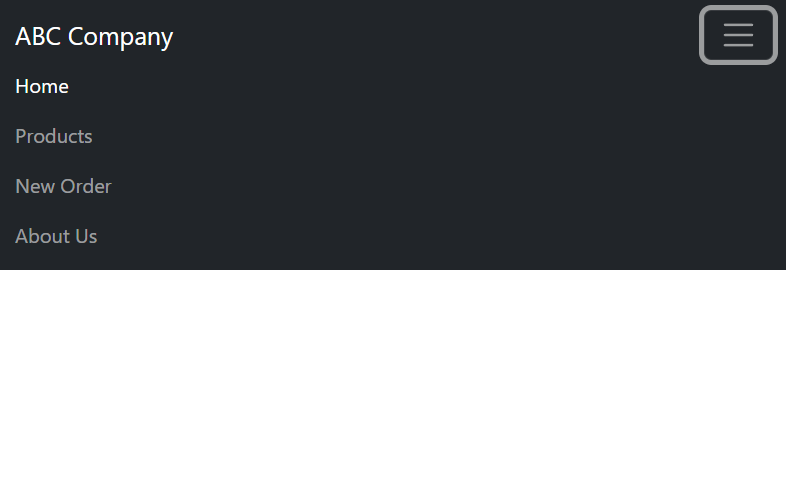 ABC Company
Home
Products
New Order
About Us